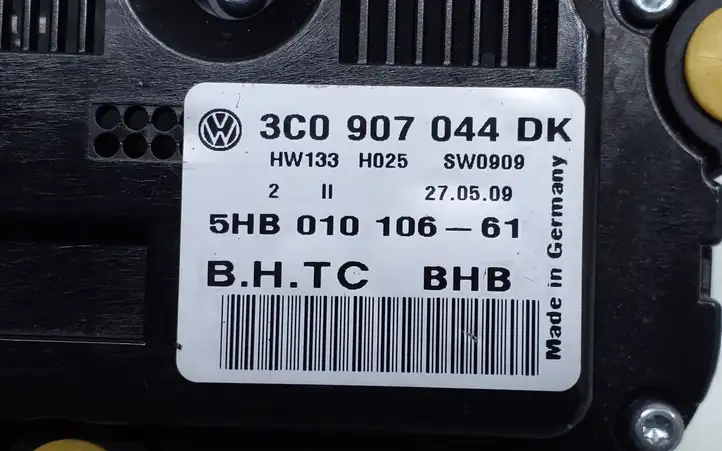 3C0 907 044 DK
HW133 H025 SW0909
2 II 27.05.09
5HB 010 106-61
B.H.TC BHB
Made in Germany